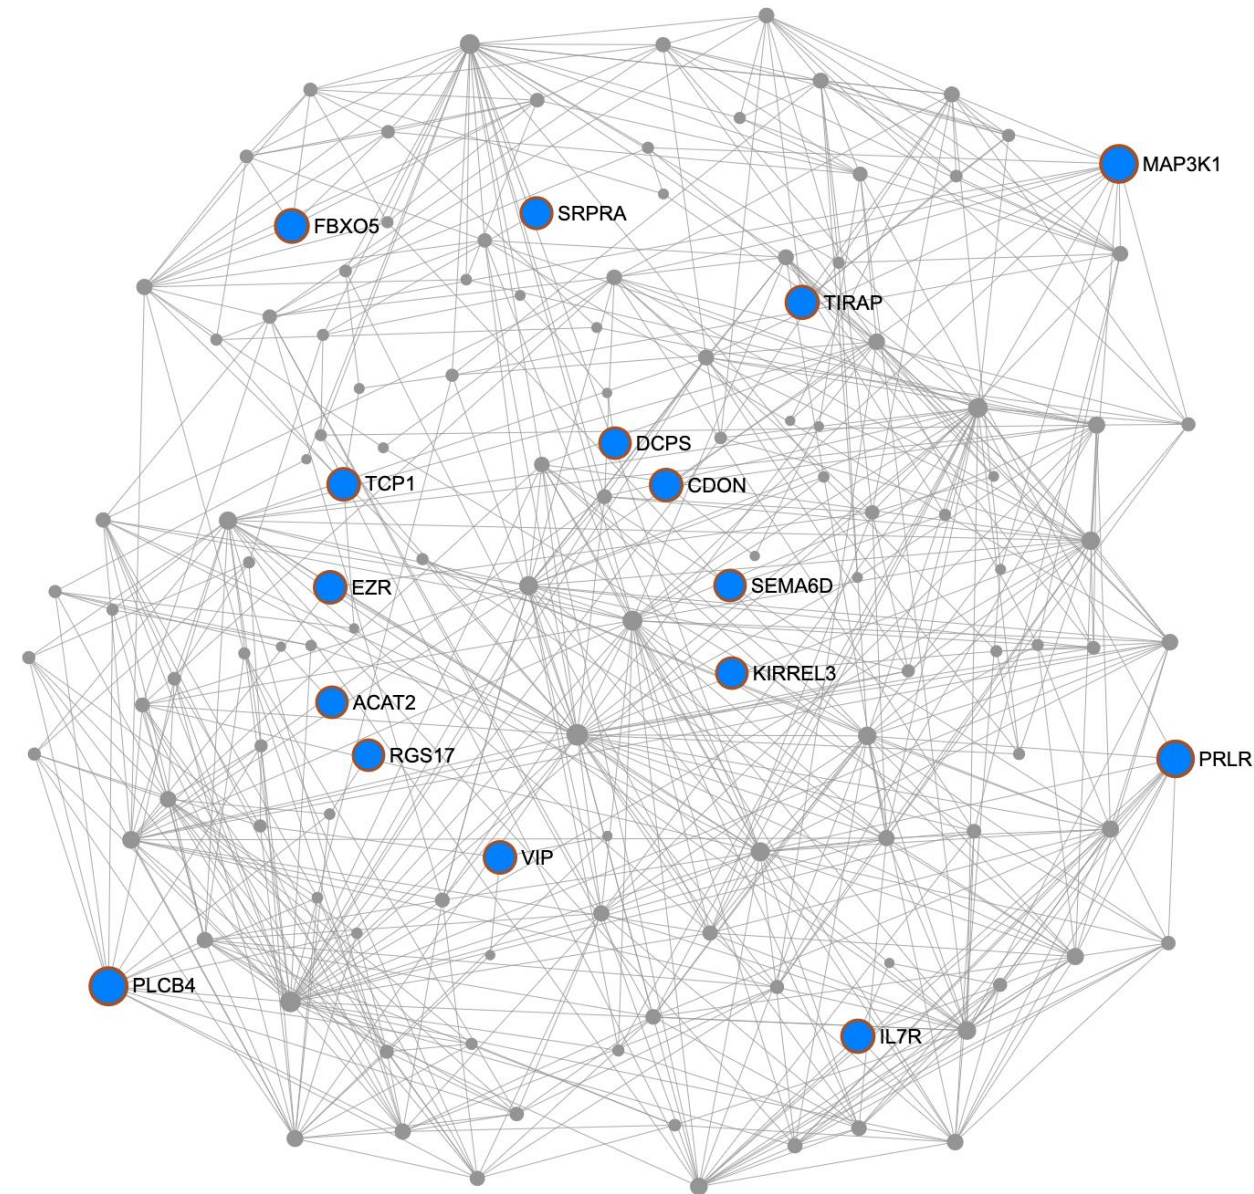 MAP3K1
SRPRA
FBXO5
TIRAP
DCPS
TCP1
CDON
SEMA6D
EZR
KIRREL3
ACAT2
RGS17
PRLR
VIP
PLCB4
IL7R